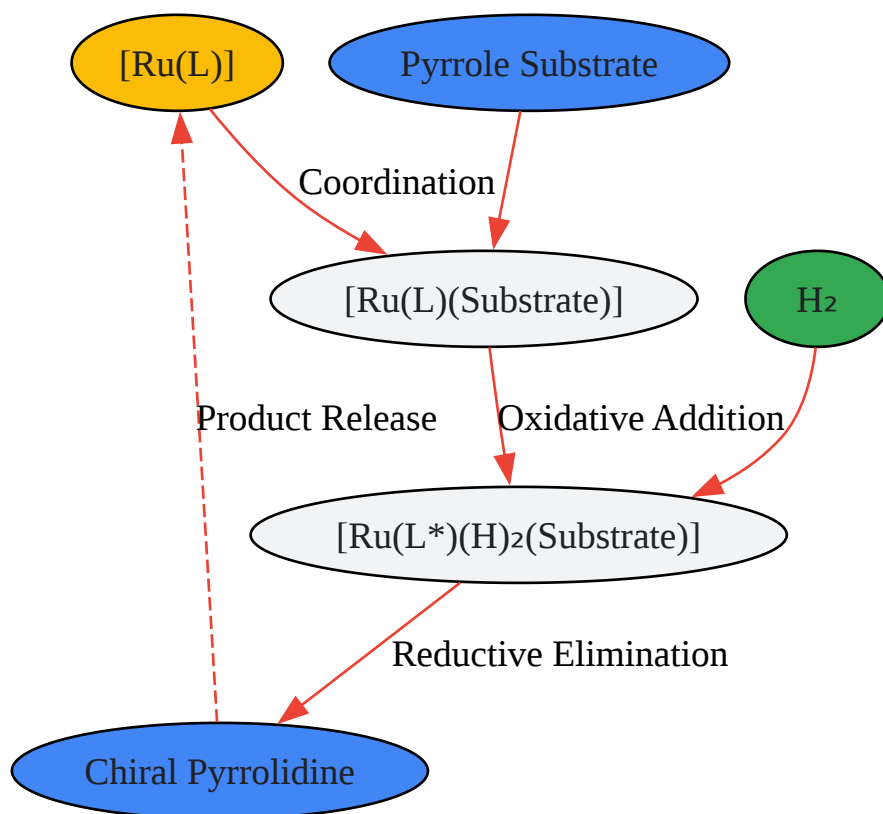 [Ru(L)]
Pyrrole Substrate
Coordination
[Ru(L)(Substrate)]
H₂
Product Release
Oxidative Addition
[Ru(L*)(H)₂(Substrate)]
Reductive Elimination
Chiral Pyrrolidine